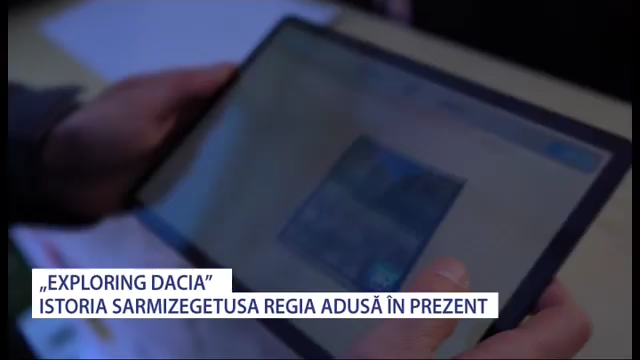 „EXPLORING DACIA”
ISTORIA SARMIZEGETUSA REGIA ADUSĂ ÎN PREZENT